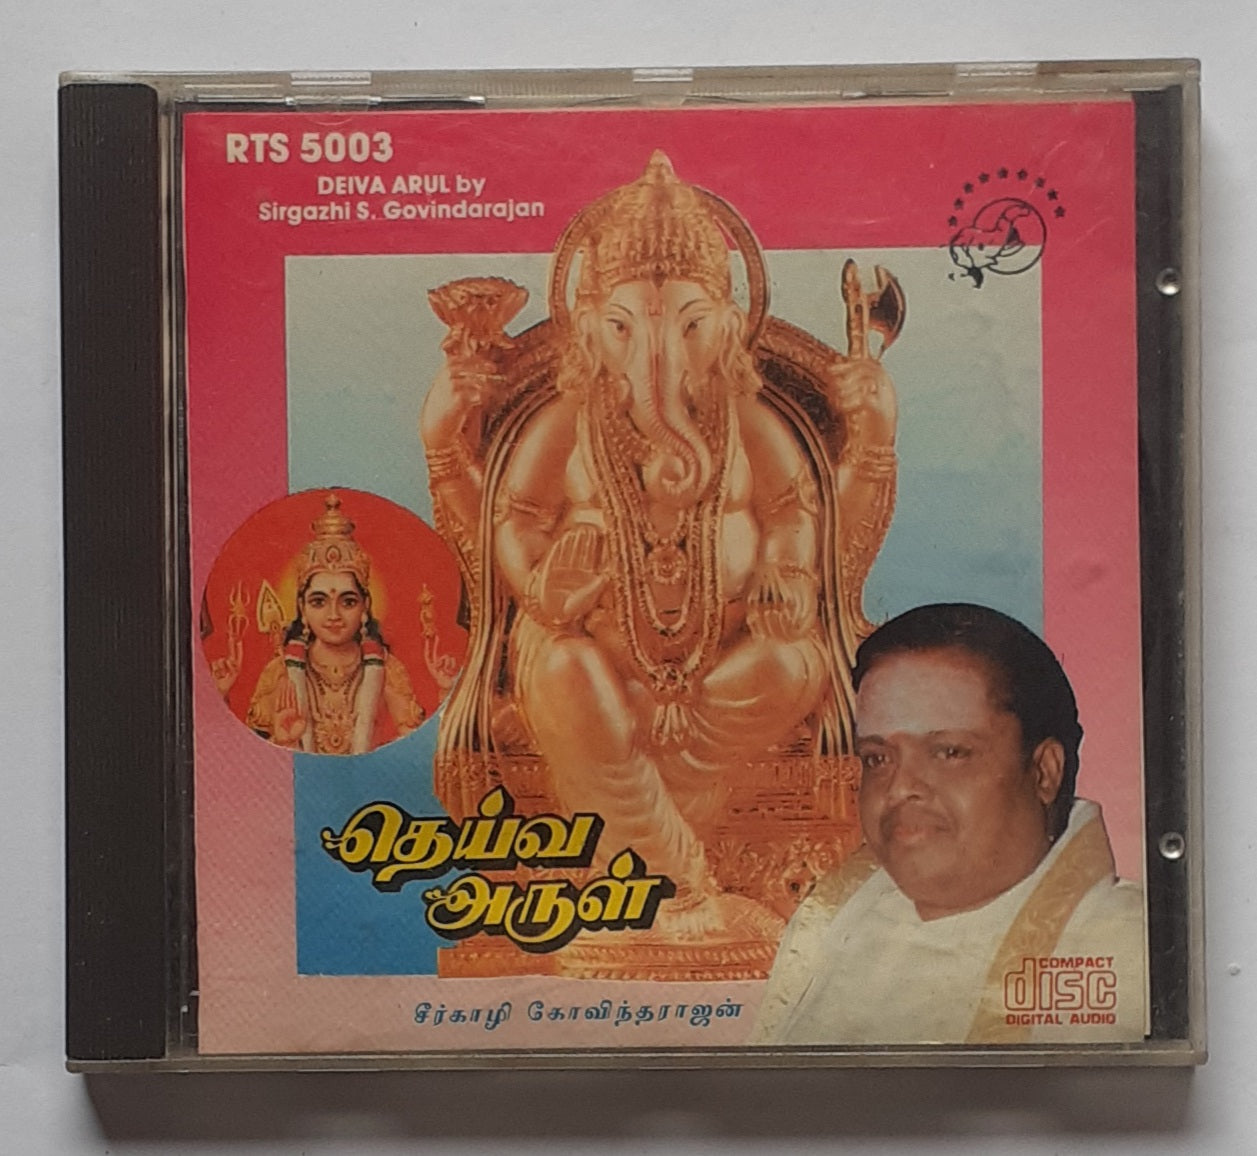 RTS 5003
DEIVA ARUL by
Sirgazhi S. Govindarajan
தெய்வ
அருள்
சீர்காழி கோவிந்தராஜன்
COMPACT
disc
DIGITAL AUDIO